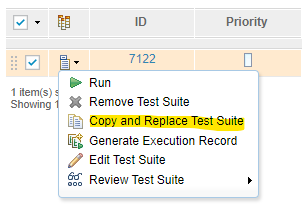 ID Priority
7122
1 item(s) s
Showing 1
Run
Remove Test Suite
Copy and Replace Test Suite
Generate Execution Record
Edit Test Suite
Review Test Suite